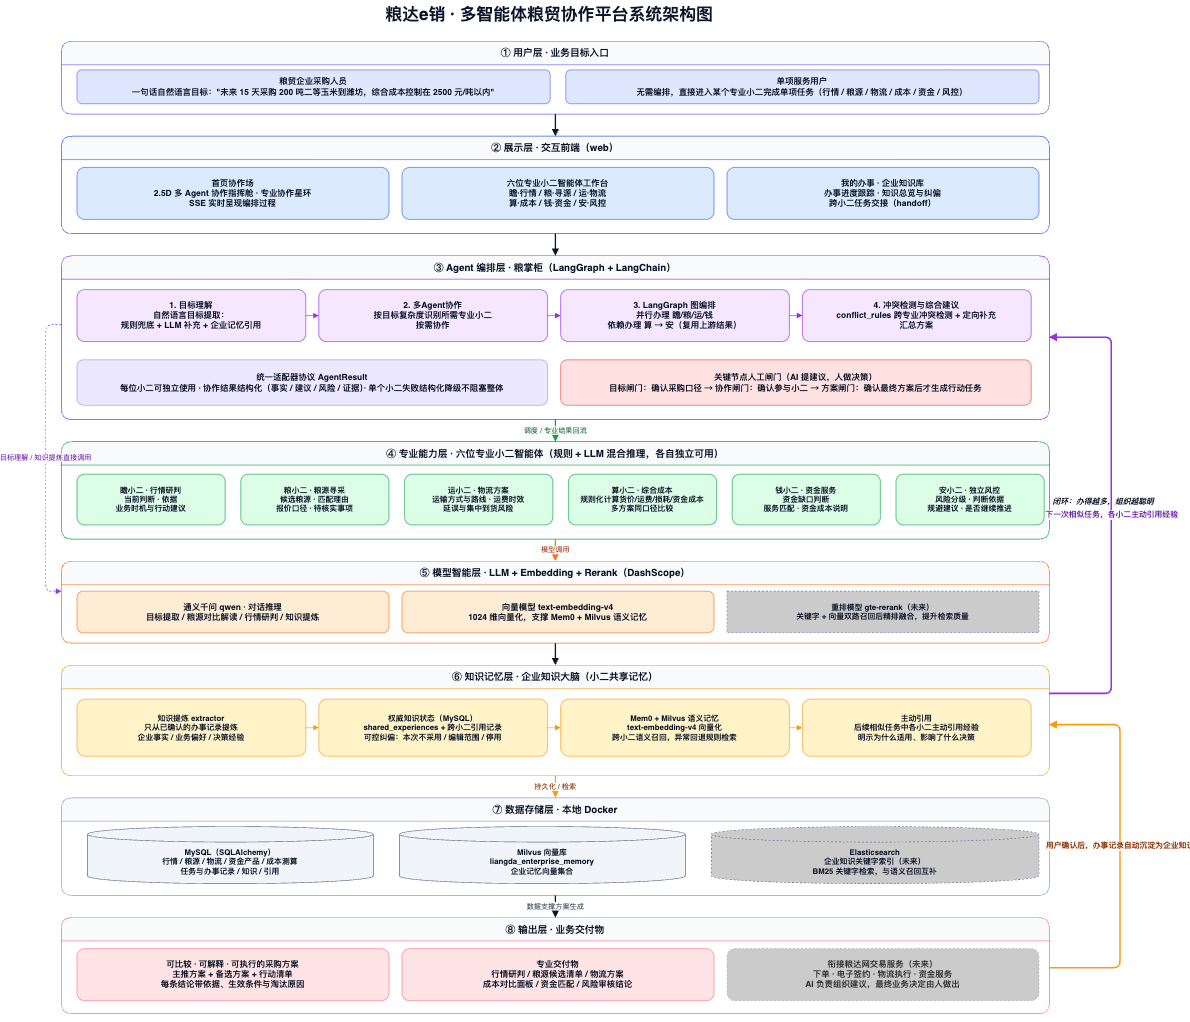 粮达e销 · 多智能体粮贸协作平台系统架构图
① 用户层 · 业务目标入口
粮贸企业采购人员
一句话自然语言目标："未来 15 天采购 200 吨二等玉米到潍坊，综合成本控制在 2500 元/吨以内"
单项服务用户
无需编排，直接进入某个专业小二完成单项任务（行情 / 粮源 / 物流 / 成本 / 资金 / 风控）
② 展示层 · 交互前端（web）
首页协作场
2.5D 多 Agent 协作指挥舱 · 专业协作星环
SSE 实时呈现编排过程
六位专业小二智能体工作台
瞻·行情 / 粮·寻源 / 运·物流
算·成本 / 钱·资金 / 安·风控
我的办事 · 企业知识库
办事进度跟踪 · 知识总览与纠偏
跨小二任务交接（handoff）
③ Agent 编排层 · 粮掌柜（LangGraph + LangChain）
1. 目标理解
自然语言目标提取：
规则兜底 + LLM 补充 + 企业记忆引用
2. 多Agent协作
按目标复杂度识别所需专业小二
按需协作
3. LangGraph 图编排
并行办理 瞻/粮/运/钱
依赖办理 算 → 安（复用上游结果）
4. 冲突检测与综合建议
conflict_rules 跨专业冲突检测 + 定向补充
汇总方案
统一适配器协议 AgentResult
每位小二可独立使用 · 协作结果结构化（事实 / 建议 / 风险 / 证据）· 单个小二失败结构化降级不阻塞整体
关键节点人工闸门（AI 提建议，人做决策）
目标闸门：确认采购口径 → 协作闸门：确认参与小二 → 方案闸门：确认最终方案后才生成行动任务
调度 / 专业结果回流
目标理解 / 知识提炼直接调用
④ 专业能力层 · 六位专业小二智能体（规则 + LLM 混合推理，各自独立可用）
瞻小二 · 行情研判
当前判断 · 依据
业务时机与行动建议
粮小二 · 粮源寻采
候选粮源 · 匹配理由
报价口径 · 待核实事项
运小二 · 物流方案
运输方式与路线 · 运费时效
延误与集中到货风险
算小二 · 综合成本
规则化计算货价/运费/损耗/资金成本
多方案同口径比较
钱小二 · 资金服务
资金缺口判断
服务匹配 · 资金成本说明
安小二 · 独立风控
风险分级 · 判断依据
规避建议 · 是否继续推进
闭环：办得越多，组织越聪明
下一次相似任务，各小二主动引用经验
模型调用
⑤ 模型智能层 · LLM + Embedding + Rerank（DashScope）
通义千问 qwen · 对话推理
目标提取 / 粮源对比解读 / 行情研判 / 知识提炼
向量模型 text-embedding-v4
1024 维向量化，支撑 Mem0 + Milvus 语义记忆
重排模型 gte-rerank（未来）
关键字 + 向量双路召回后精排融合，提升检索质量
⑥ 知识记忆层 · 企业知识大脑（小二共享记忆）
知识提炼 extractor
只从已确认的办事记录提炼
企业事实 / 业务偏好 / 决策经验
权威知识状态（MySQL）
shared_experiences + 跨小二引用记录
可控纠偏：本次不采用 / 编辑范围 / 停用
Mem0 + Milvus 语义记忆
text-embedding-v4 向量化
跨小二语义召回，异常回退规则检索
主动引用
后续相似任务中各小二主动引用经验
明示为什么适用、影响了什么决策
持久化 / 检索
⑦ 数据存储层 · 本地 Docker
MySQL（SQLAlchemy）
行情 / 粮源 / 物流 / 资金产品 / 成本测算
任务与办事记录 / 知识 / 引用
Milvus 向量库
liangda_enterprise_memory
企业记忆向量集合
Elasticsearch
企业知识关键字索引（未来）
BM25 关键字检索，与语义召回互补
用户确认后，办事记录自动沉淀为企业知
数据支撑方案生成
⑧ 输出层 · 业务交付物
可比较 · 可解释 · 可执行的采购方案
主推方案 + 备选方案 + 行动清单
每条结论带依据、生效条件与淘汰原因
专业交付物
行情研判 / 粮源候选清单 / 物流方案
成本对比面板 / 资金匹配 / 风险审核结论
衔接粮达网交易服务（未来）
下单 · 电子签约 · 物流执行 · 资金服务
AI 负责组织建议，最终业务决定由人做出